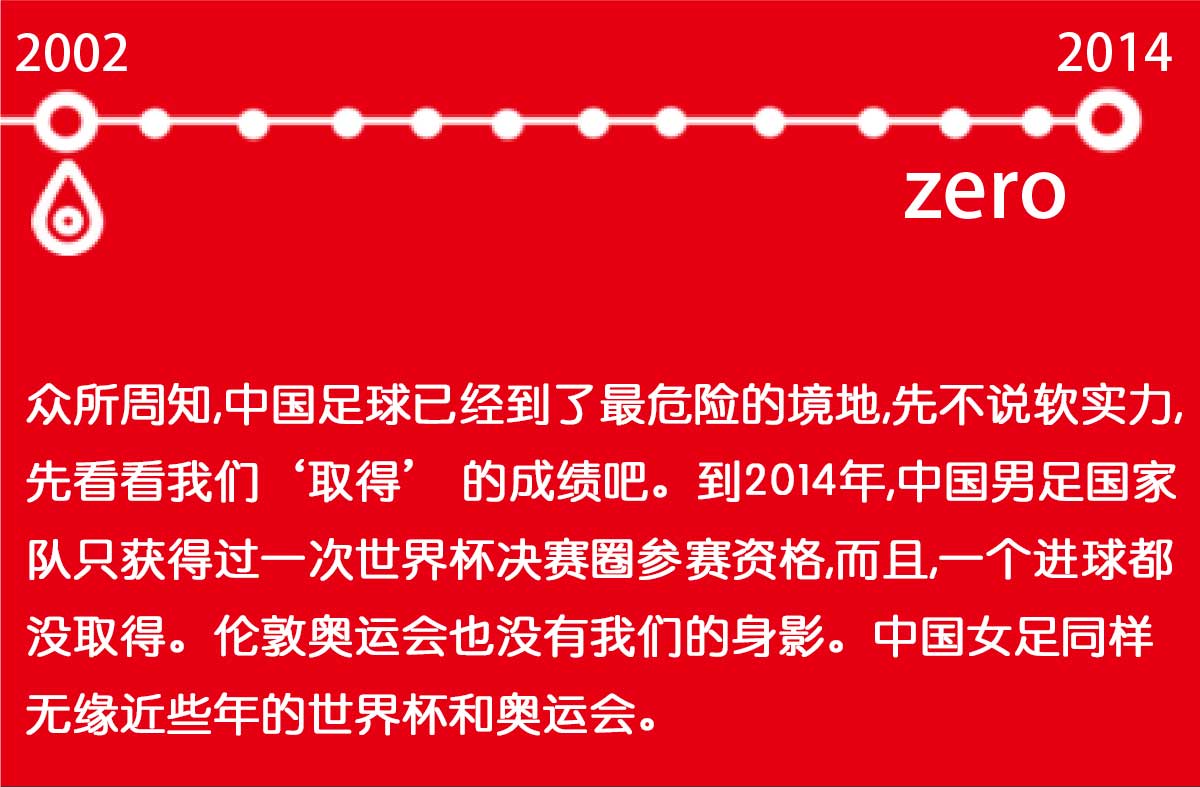 2002 2014
zero
众所周知,中国足球已经到了最危险的境地,先不说软实力,
先看看我们‘取得’ 的成绩吧。到2014年,中国男足国家
队只获得过一次世界杯决赛圈参赛资格,而且,一个进球都
没取得。伦敦奥运会也没有我们的身影。中国女足同样
无缘近些年的世界杯和奥运会。